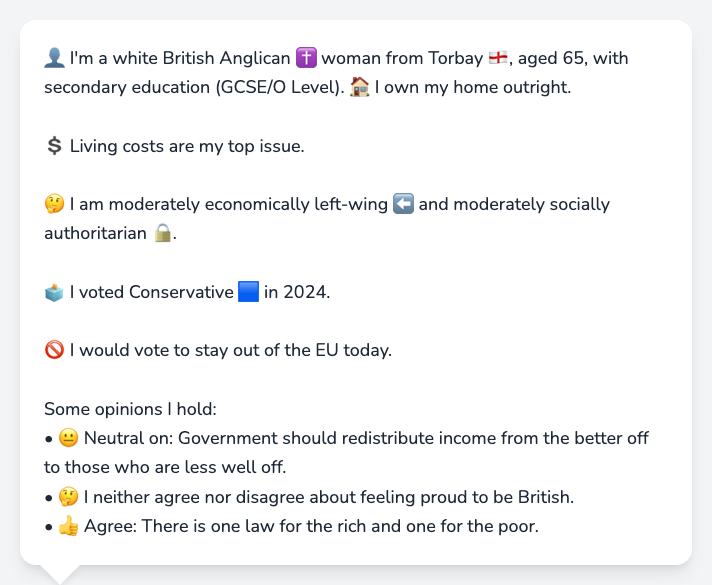 👤 I'm a white British Anglican ✝️ woman from Torbay 🏴󠁧󠁢󠁥󠁮󠁧󠁿, aged 65, with
secondary education (GCSE/O Level). 🏠 I own my home outright.
💲 Living costs are my top issue.
🤔 I am moderately economically left-wing ⬅️ and moderately socially
authoritarian 🔒.
🗳️ I voted Conservative 🟦 in 2024.
🚫 I would vote to stay out of the EU today.
Some opinions I hold:
• 😐 Neutral on: Government should redistribute income from the better off
to those who are less well off.
• 🤔 I neither agree nor disagree about feeling proud to be British.
• 👍 Agree: There is one law for the rich and one for the poor.